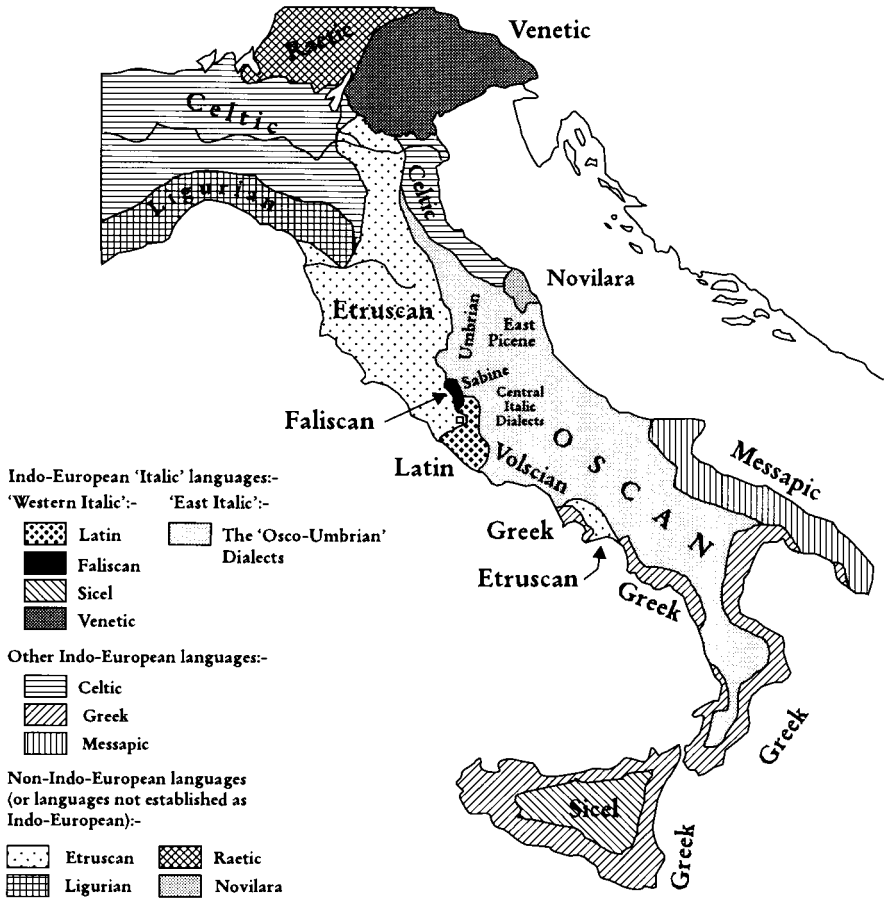 Raetic
Venetic
Celtic
Ligurian
Celtic
Novilara
Etruscan
Umbrian
East
Picene
Sabine
Central
Italic
Dialects
Faliscan
Latin
Volscian
OSCAN
Messapic
Greek
Etruscan
Greek
Greek
Sicel
Greek
Indo-European ‘Italic’ languages:-
‘Western Italic’:- ‘East Italic’:-
Latin
The ‘Osco-Umbrian’
Dialects
Faliscan
Sicel
Venetic
Other Indo-European languages:-
Celtic
Greek
Messapic
Non-Indo-European languages
(or languages not established as
Indo-European):-
Etruscan
Raetic
Ligurian
Novilara